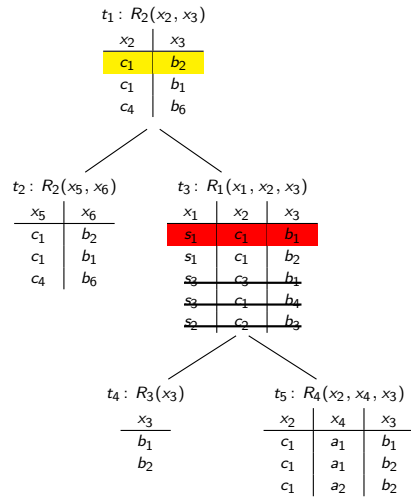 t₁: R₂(x₂, x₃)
x₂ x₃
c₁ b₂
c₁ b₁
c₄ b₆
t₂: R₂(x₅, x₆)
x₅ x₆
c₁ b₂
c₁ b₁
c₄ b₆
t₃: R₁(x₁, x₂, x₃)
x₁ x₂ x₃
s₁ c₁ b₁
s₁ c₁ b₂
s₃ c₃ b₁
s₃ c₁ b₄
s₂ c₂ b₃
t₄: R₃(x₃)
x₃
b₁
b₂
t₅: R₄(x₂, x₄, x₃)
x₂ x₄ x₃
c₁ a₁ b₁
c₁ a₁ b₂
c₁ a₂ b₂